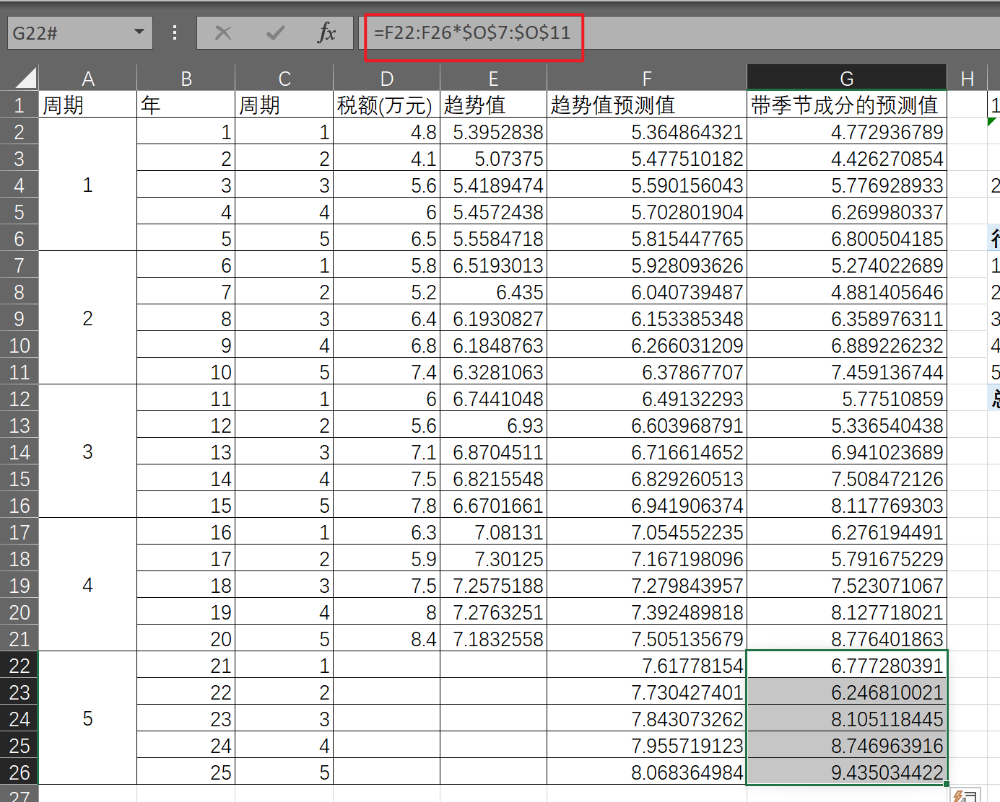 G22#
fx
=F22:F26*$O$7:$O$11
A B C D E F G H
1 周期 年 周期 税额(万元) 趋势值 趋势值预测值 带季节成分的预测值 1
2 1 1 4.8 5.3952838 5.364864321 4.772936789
3 2 2 4.1 5.07375 5.477510182 4.426270854
4 1 3 3 5.6 5.4189474 5.590156043 5.776928933 2
5 4 4 6 5.4572438 5.702801904 6.269980337
6 5 5 6.5 5.5584718 5.815447765 6.800504185
7 6 1 5.8 6.5193013 5.928093626 5.274022689 1
8 7 2 5.2 6.435 6.040739487 4.881405646 2
9 2 8 3 6.4 6.1930827 6.153385348 6.358976311 3
10 9 4 6.8 6.1848763 6.266031209 6.889226232 4
11 10 5 7.4 6.3281063 6.37867707 7.459136744 5
12 11 1 6 6.7441048 6.49132293 5.77510859
13 12 2 5.6 6.93 6.603968791 5.336540438
14 3 13 3 7.1 6.8704511 6.716614652 6.941023689
15 14 4 7.5 6.8215548 6.829260513 7.508472126
16 15 5 7.8 6.6701661 6.941906374 8.117769303
17 16 1 6.3 7.08131 7.054552235 6.276194491
18 17 2 5.9 7.30125 7.167198096 5.791675229
19 4 18 3 7.5 7.2575188 7.279843957 7.523071067
20 19 4 8 7.2763251 7.392489818 8.127718021
21 20 5 8.4 7.1832558 7.505135679 8.776401863
22 21 1 7.61778154 6.777280391
23 22 2 7.730427401 6.246810021
24 5 23 3 7.843073262 8.105118445
25 24 4 7.955719123 8.746963916
26 25 5 8.068364984 9.435034422
27